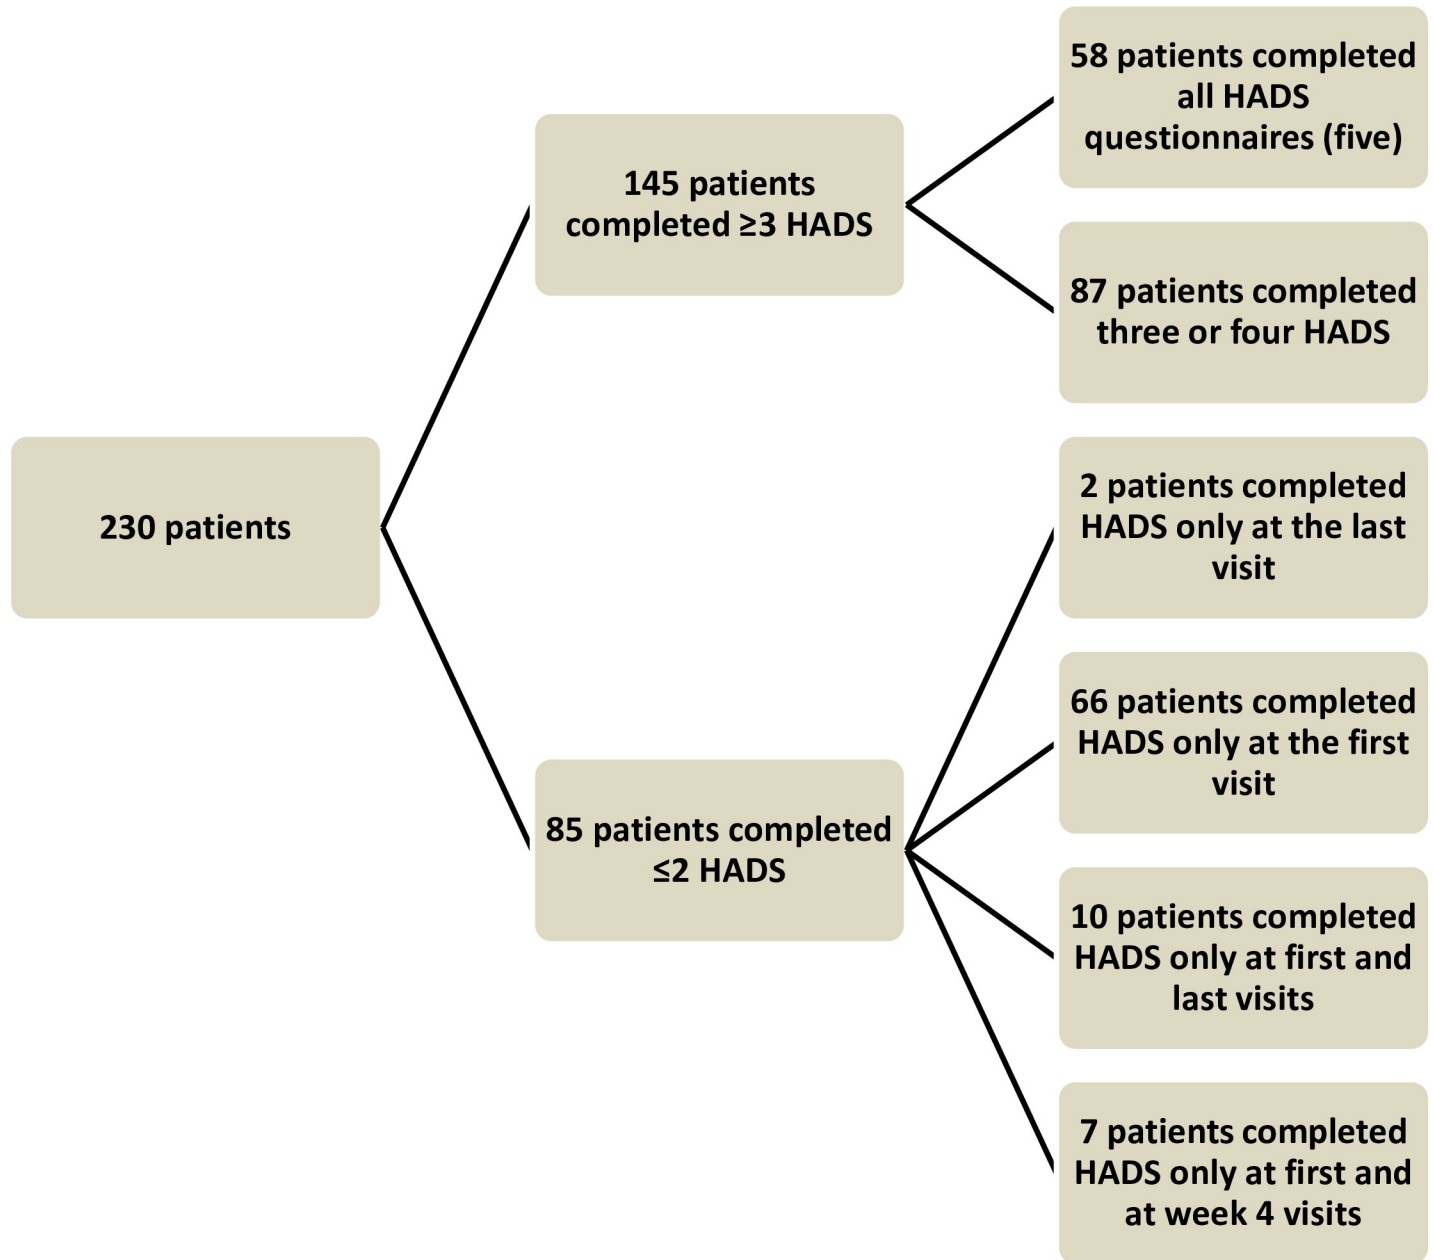 230 patients
145 patients
completed ≥3 HADS
85 patients completed
≤2 HADS
58 patients completed
all HADS
questionnaires (five)
87 patients completed
three or four HADS
2 patients completed
HADS only at the last
visit
66 patients completed
HADS only at the first
visit
10 patients completed
HADS only at first and
last visits
7 patients completed
HADS only at first and
at week 4 visits